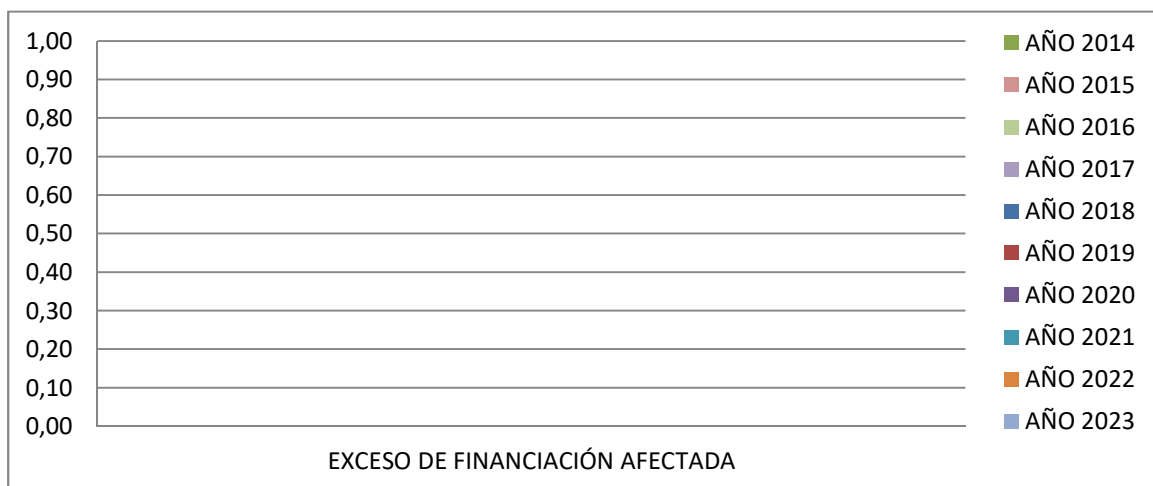 1,00
0,90
0,80
0,70
0,60
0,50
0,40
0,30
0,20
0,10
0,00
EXCESO DE FINANCIACIÓN AFECTADA
AÑO 2014
AÑO 2015
AÑO 2016
AÑO 2017
AÑO 2018
AÑO 2019
AÑO 2020
AÑO 2021
AÑO 2022
AÑO 2023